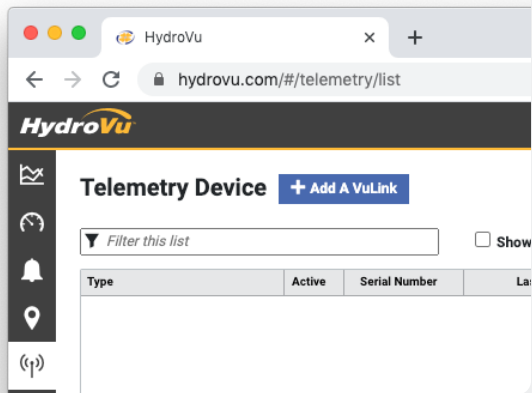 HydroVu
hydrovu.com/#/telemetry/list
HydroVu
Telemetry Device + Add A VuLink
Filter this list
Show
Type Active Serial Number